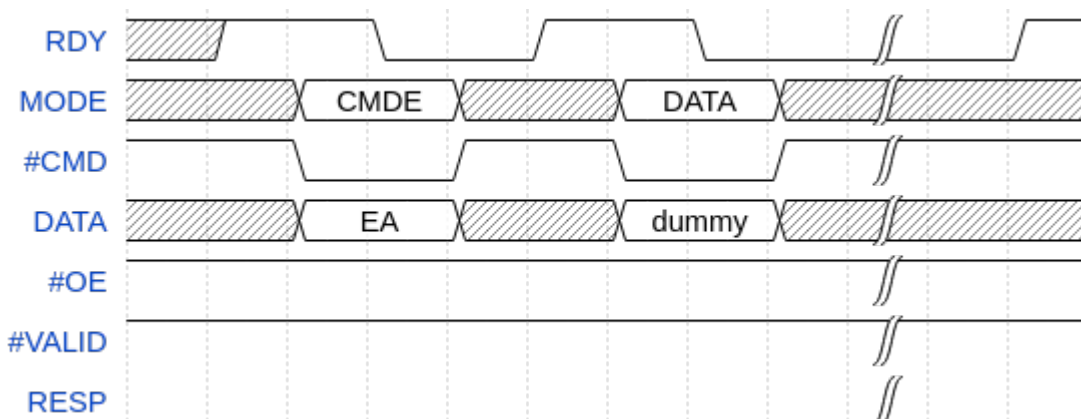 RDY
MODE CMDE DATA
#CMD
DATA EA dummy
#OE
#VALID
RESP